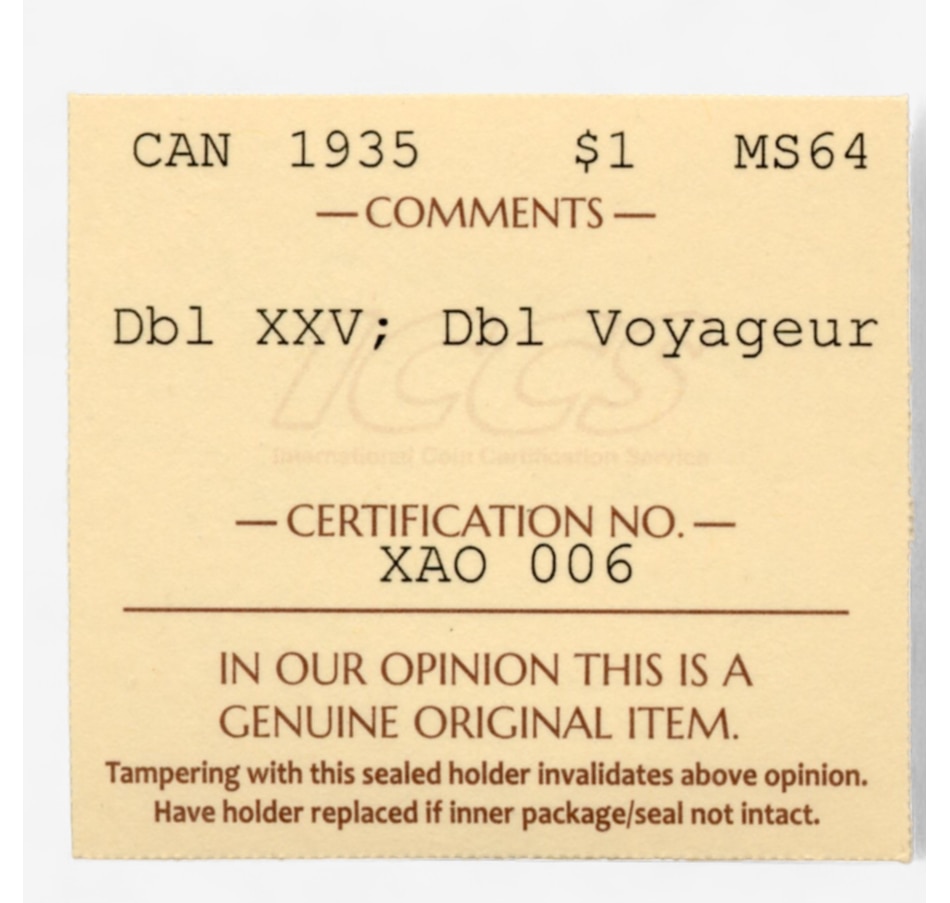 CAN 1935 $1 MS64
— COMMENTS —
Dbl XXV; Dbl Voyageur
ICCS
International Coin Certification Service
— CERTIFICATION NO. —
XAO 006
IN OUR OPINION THIS IS A
GENUINE ORIGINAL ITEM.
Tampering with this sealed holder invalidates above opinion.
Have holder replaced if inner package/seal not intact.